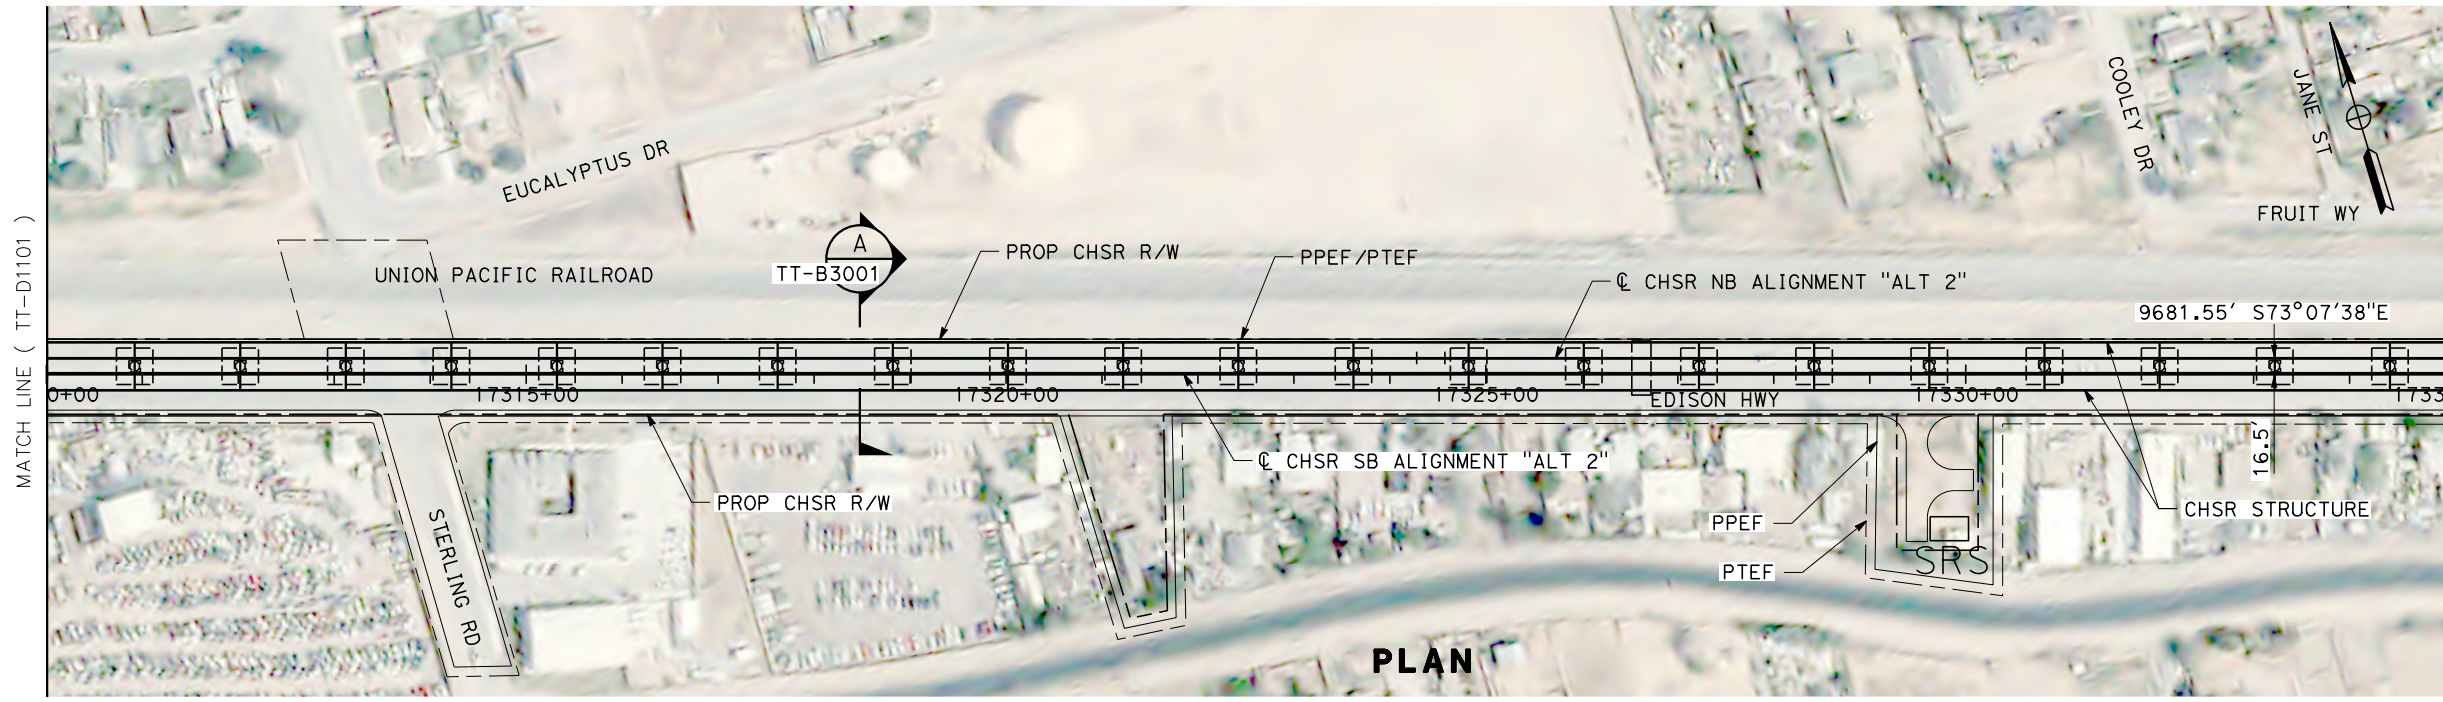 MATCH LINE ( TT-D1101 )
EUCALYPTUS DR
COOLEY DR
JANE ST
FRUIT WY
UNION PACIFIC RAILROAD
A
TT-B3001
PROP CHSR R/W
PPEF/PTEF
℄ CHSR NB ALIGNMENT "ALT 2"
9681.55' S73°07'38"E
0+00
17315+00
17320+00
17325+00
17330+00
1733
EDISON HWY
16.5'
℄ CHSR SB ALIGNMENT "ALT 2"
PROP CHSR R/W
STERLING RD
PPEF
PTEF
SRS
CHSR STRUCTURE
PLAN